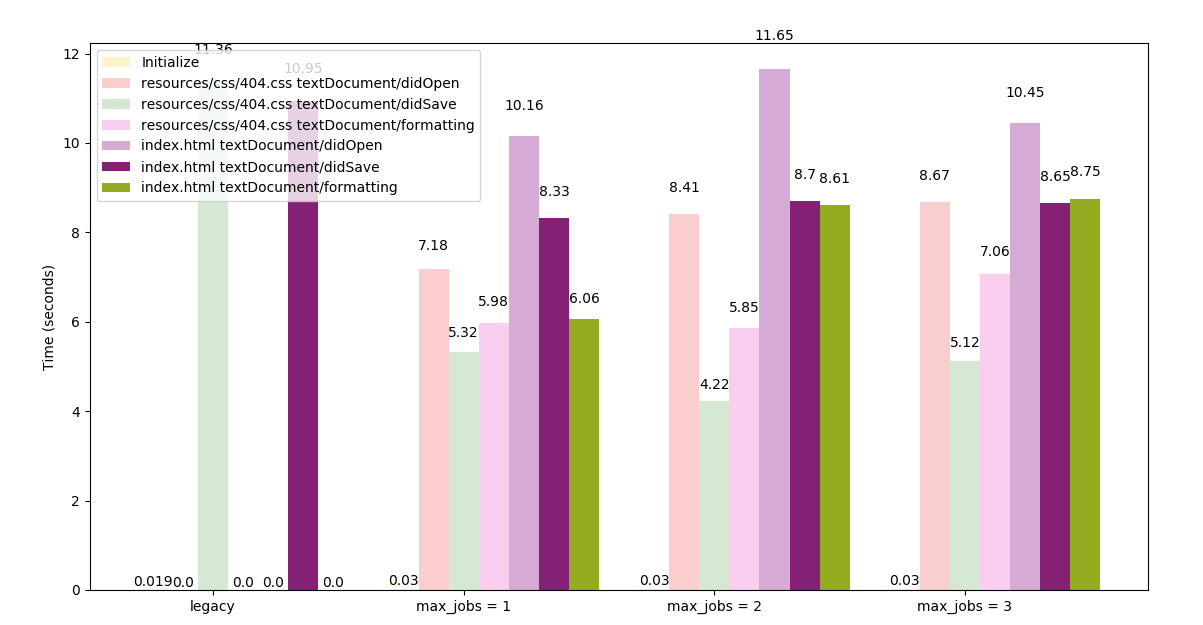 11.65
12
11.36
Initialize
10.95
resources/css/404.css textDocument/didOpen
resources/css/404.css textDocument/didSave
resources/css/404.css textDocument/formatting
index.html textDocument/didOpen
index.html textDocument/didSave
index.html textDocument/formatting
10.16
10.45
10
8.33
8.41
8.7
8.61
8.67
8.65
8.75
8
7.18
7.06
6
5.32
5.98
6.06
5.85
5.12
4
4.22
2
0
0.019
0.0
0.0
0.0
0.0
0.03
0.03
0.03
Time (seconds)
legacy
max_jobs = 1
max_jobs = 2
max_jobs = 3